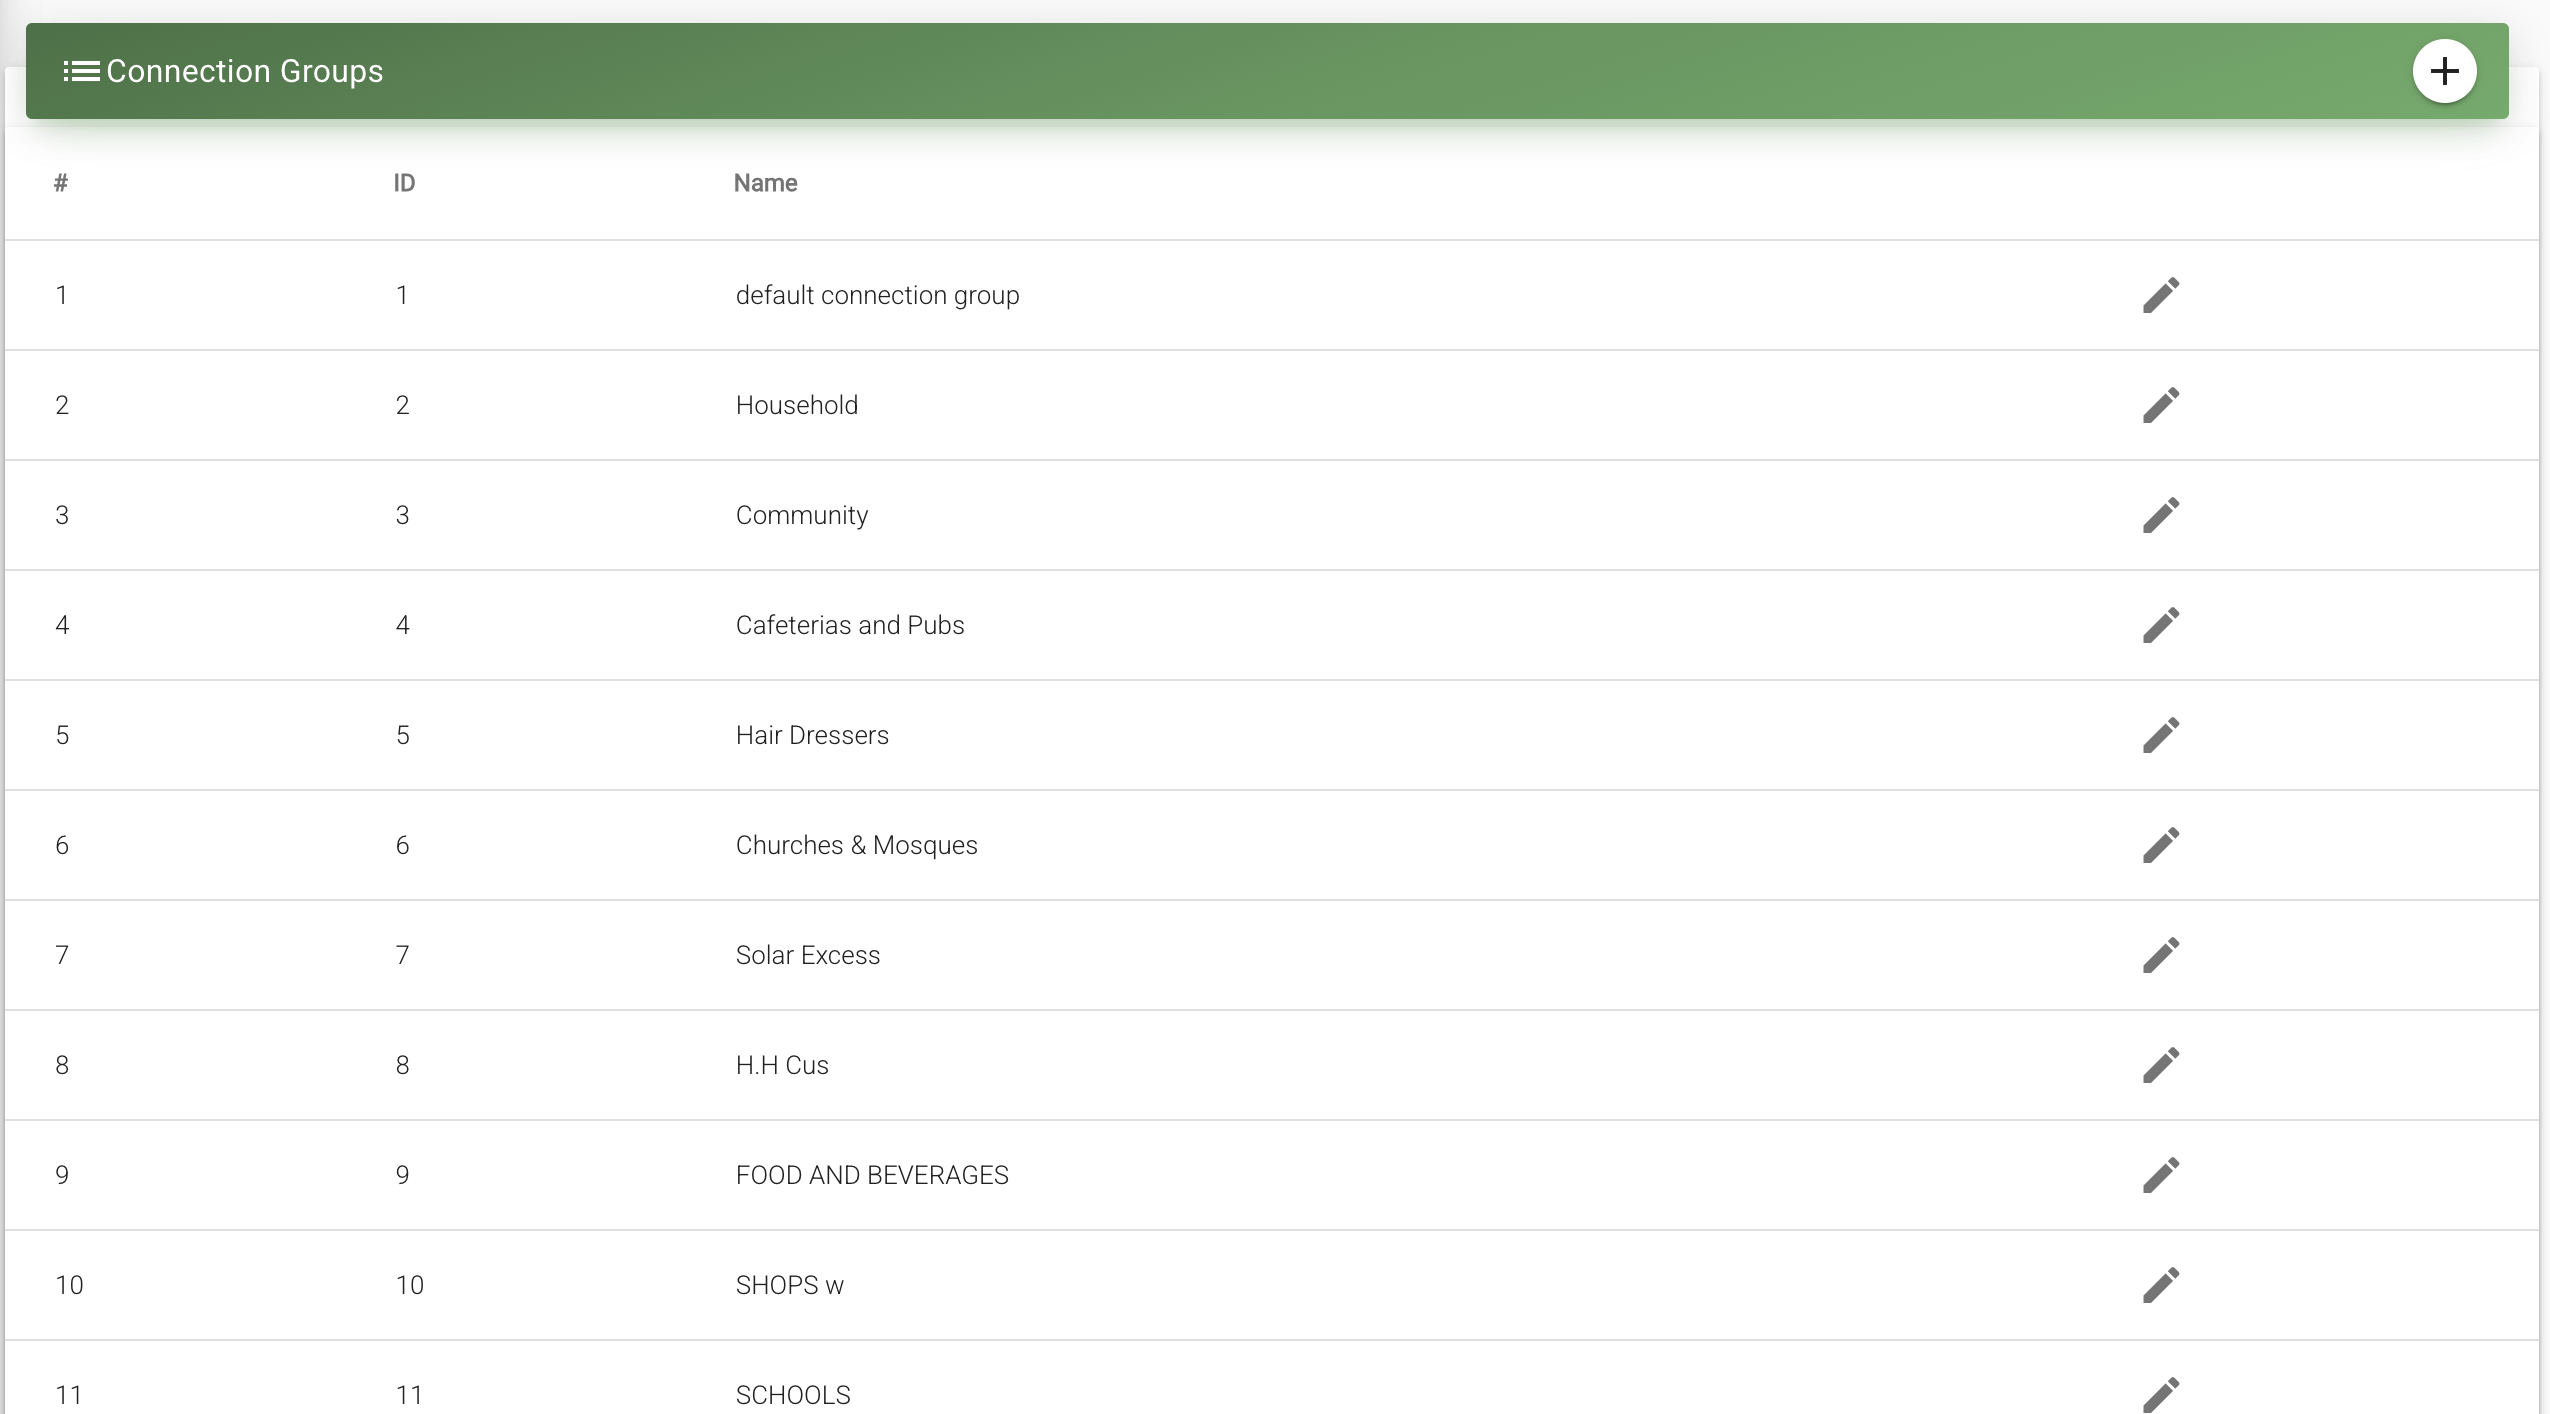 Connection Groups
# ID Name
1 1 default connection group
2 2 Household
3 3 Community
4 4 Cafeterias and Pubs
5 5 Hair Dressers
6 6 Churches & Mosques
7 7 Solar Excess
8 8 H.H Cus
9 9 FOOD AND BEVERAGES
10 10 SHOPS w
11 11 SCHOOLS